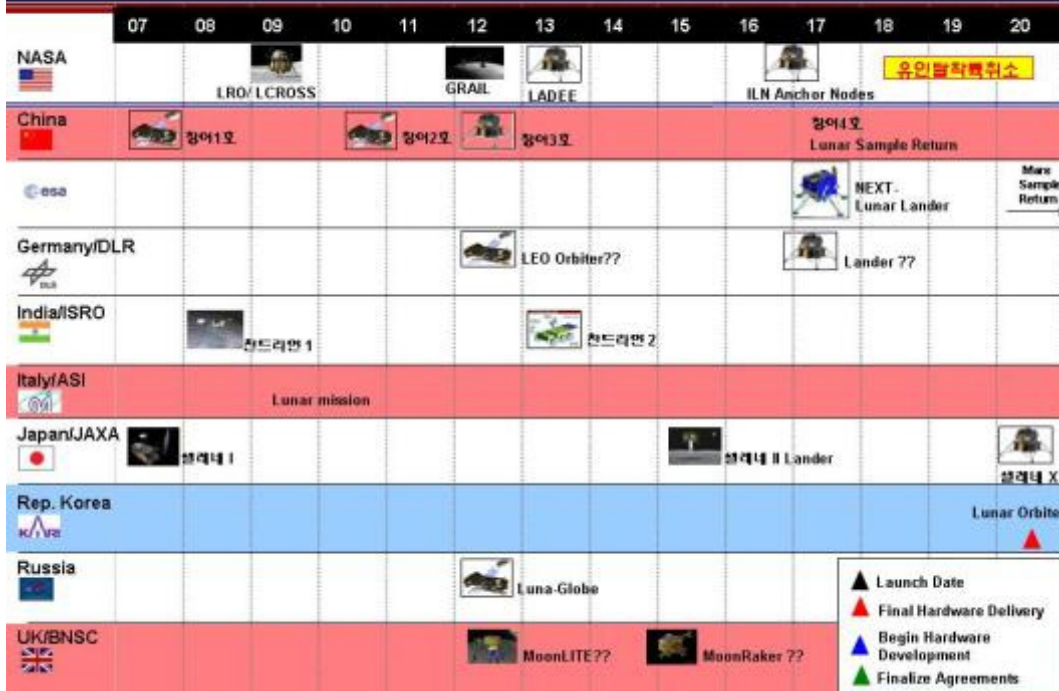 07 08 09 10 11 12 13 14 15 16 17 18 19 20
NASA
LRO/ LCROSS
GRAIL
LADEE
ILN Anchor Nodes
유인달착륙취소
China
창어1호
창어2호
창어3호
창어4호
Lunar Sample Return
esa
NEXT-
Lunar Lander
Mars
Sample
Return
Germany/DLR
DLR
LEO Orbiter??
Lander ??
India/ISRO
찬드라얀 1
찬드라얀 2
Italy/ASI
Lunar mission
Japan/JAXA
셀레네 I
셀레네 II Lander
셀레네 X
Rep. Korea
KARI
Lunar Orbite
Russia
Luna-Globe
UK/BNSC
MoonLITE??
MoonRaker ??
Launch Date
Final Hardware Delivery
Begin Hardware
Development
Finalize Agreements